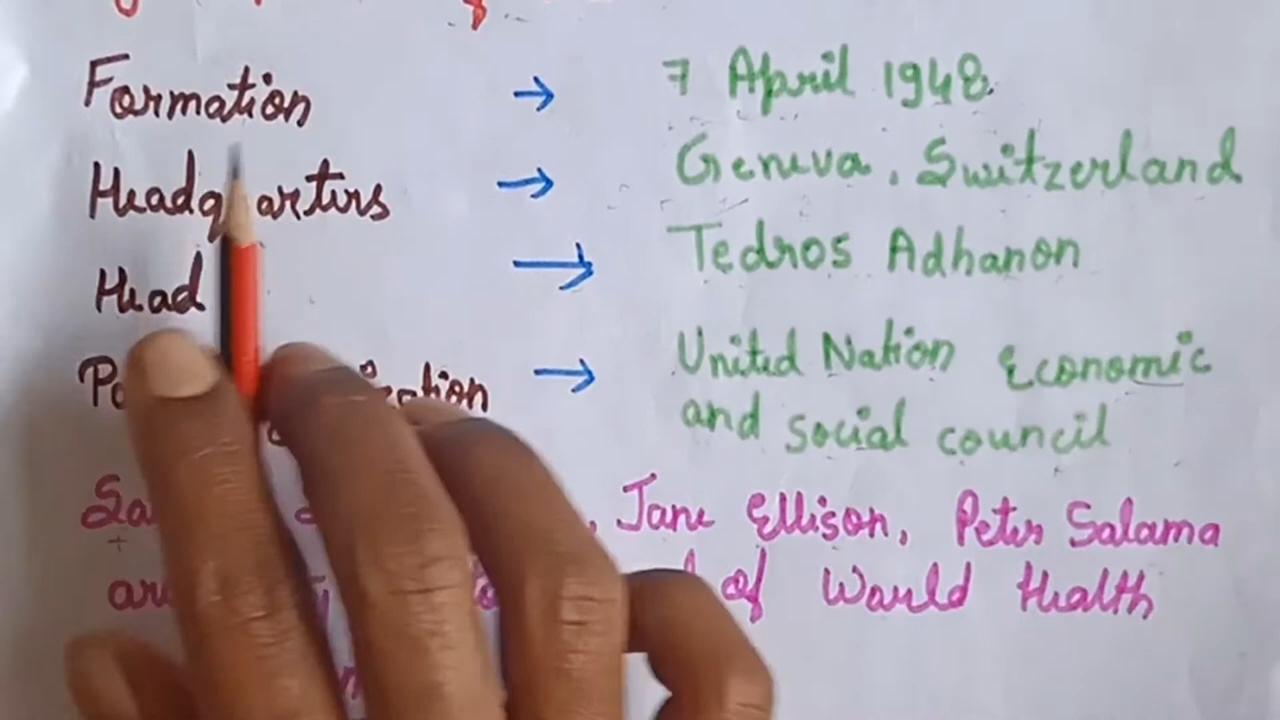 Formation → 7 April 1948.
Headquarters → Geneva, Switzerland
Head → Tedros Adhanon
→ United Nation Economic
and social council
, Jane Ellison, Peter Salama
of World Health